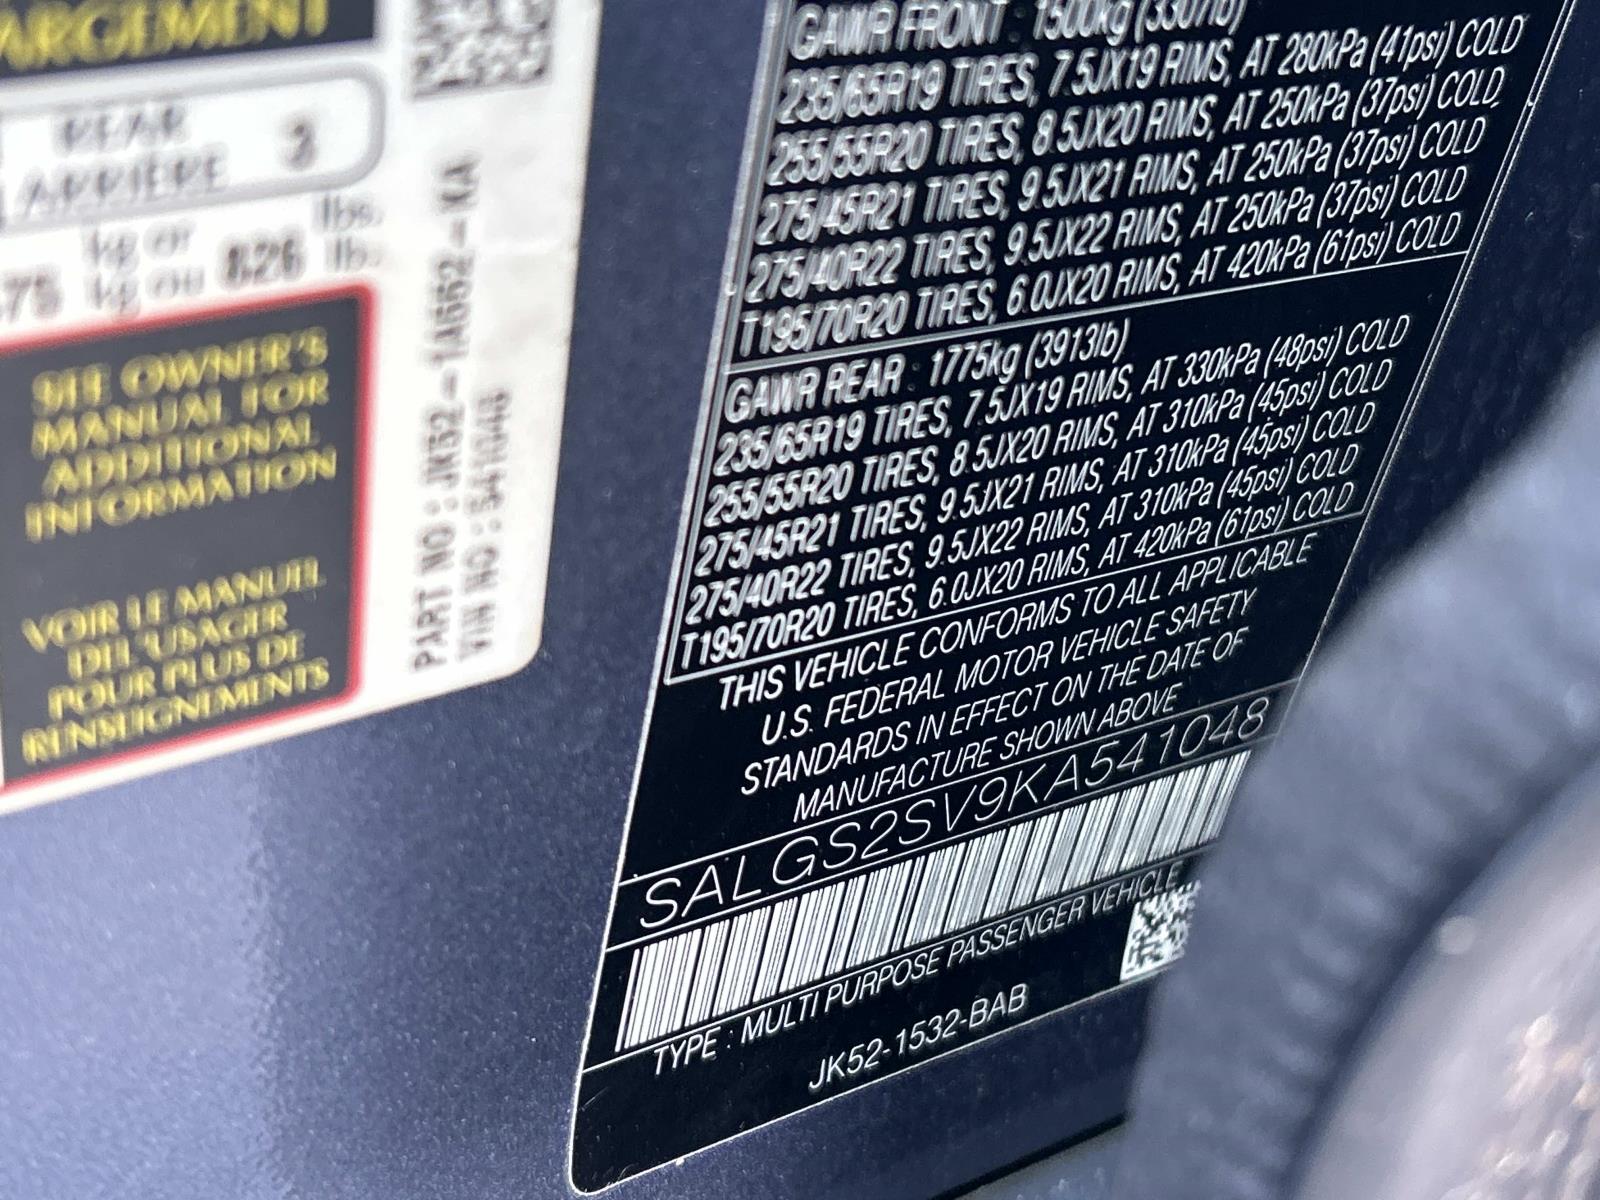 ARGEMENT
REAR
ARRIÈRE 3
kg or lbs.
kg ou 826 lb.
SEE OWNER'S
MANUAL FOR
ADDITIONAL
INFORMATION
VOIR LE MANUEL
DE L'USAGER
POUR PLUS DE
RENSEIGNEMENTS
PART NO : JK52-1A552-KA
VIN NO : 541048
GAWR FRONT : 1500kg (3307lb)
235/65R19 TIRES, 7.5JX19 RIMS, AT 280kPa (41psi) COLD
255/55R20 TIRES, 8.5JX20 RIMS, AT 250kPa (37psi) COLD
275/45R21 TIRES, 9.5JX21 RIMS, AT 250kPa (37psi) COLD
275/40R22 TIRES, 9.5JX22 RIMS, AT 250kPa (37psi) COLD
T195/70R20 TIRES, 6.0JX20 RIMS, AT 420kPa (61psi) COLD
GAWR REAR : 1775kg (3913lb)
235/65R19 TIRES, 7.5JX19 RIMS, AT 330kPa (48psi) COLD
255/55R20 TIRES, 8.5JX20 RIMS, AT 310kPa (45psi) COLD
275/45R21 TIRES, 9.5JX21 RIMS, AT 310kPa (45psi) COLD
275/40R22 TIRES, 9.5JX22 RIMS, AT 310kPa (45psi) COLD
T195/70R20 TIRES, 6.0JX20 RIMS, AT 420kPa (61psi) COLD
THIS VEHICLE CONFORMS TO ALL APPLICABLE
U.S. FEDERAL MOTOR VEHICLE SAFETY
STANDARDS IN EFFECT ON THE DATE OF
MANUFACTURE SHOWN ABOVE
SALGS2SV9KA541048
TYPE : MULTI PURPOSE PASSENGER VEHICLE
JK52-1532-BAB